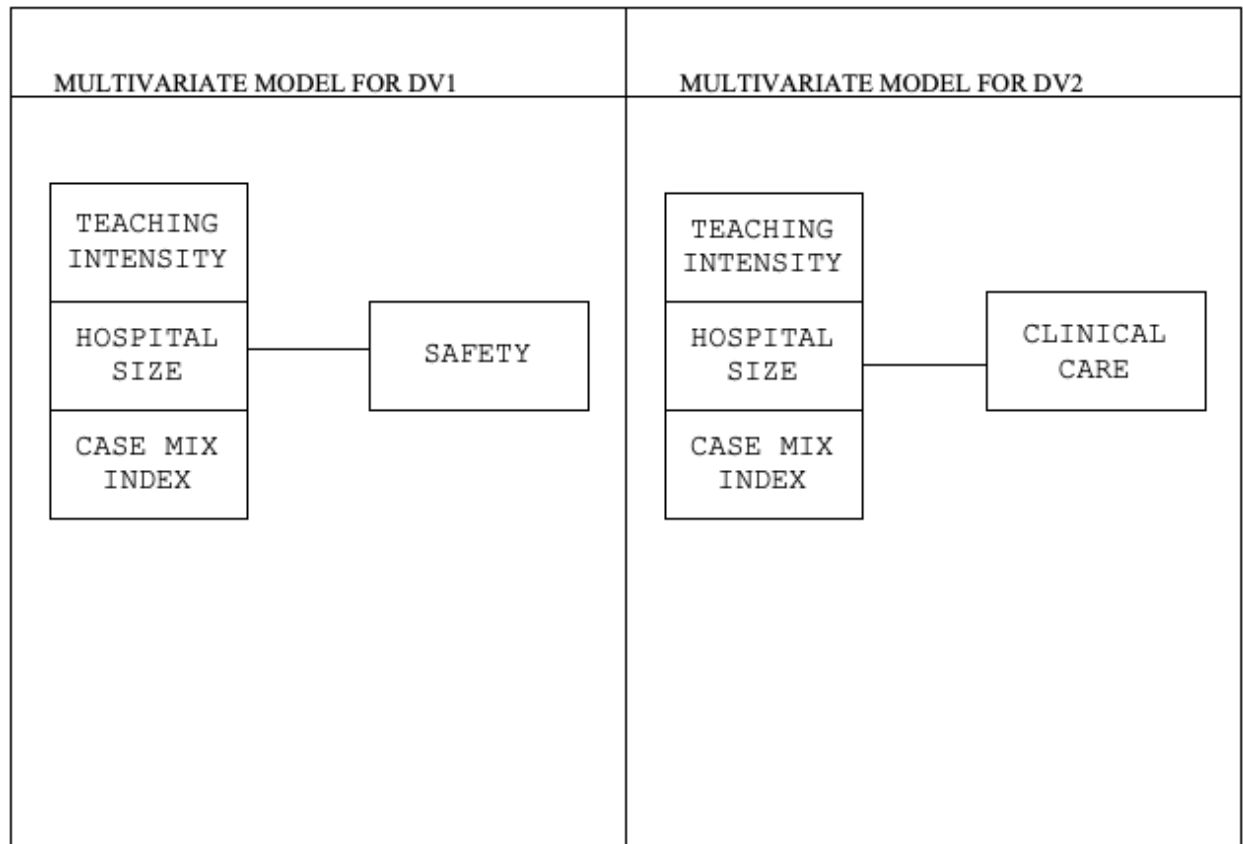 MULTIVARIATE MODEL FOR DV1
TEACHING
INTENSITY
HOSPITAL
SIZE
CASE MIX
INDEX
SAFETY
MULTIVARIATE MODEL FOR DV2
TEACHING
INTENSITY
HOSPITAL
SIZE
CASE MIX
INDEX
CLINICAL
CARE